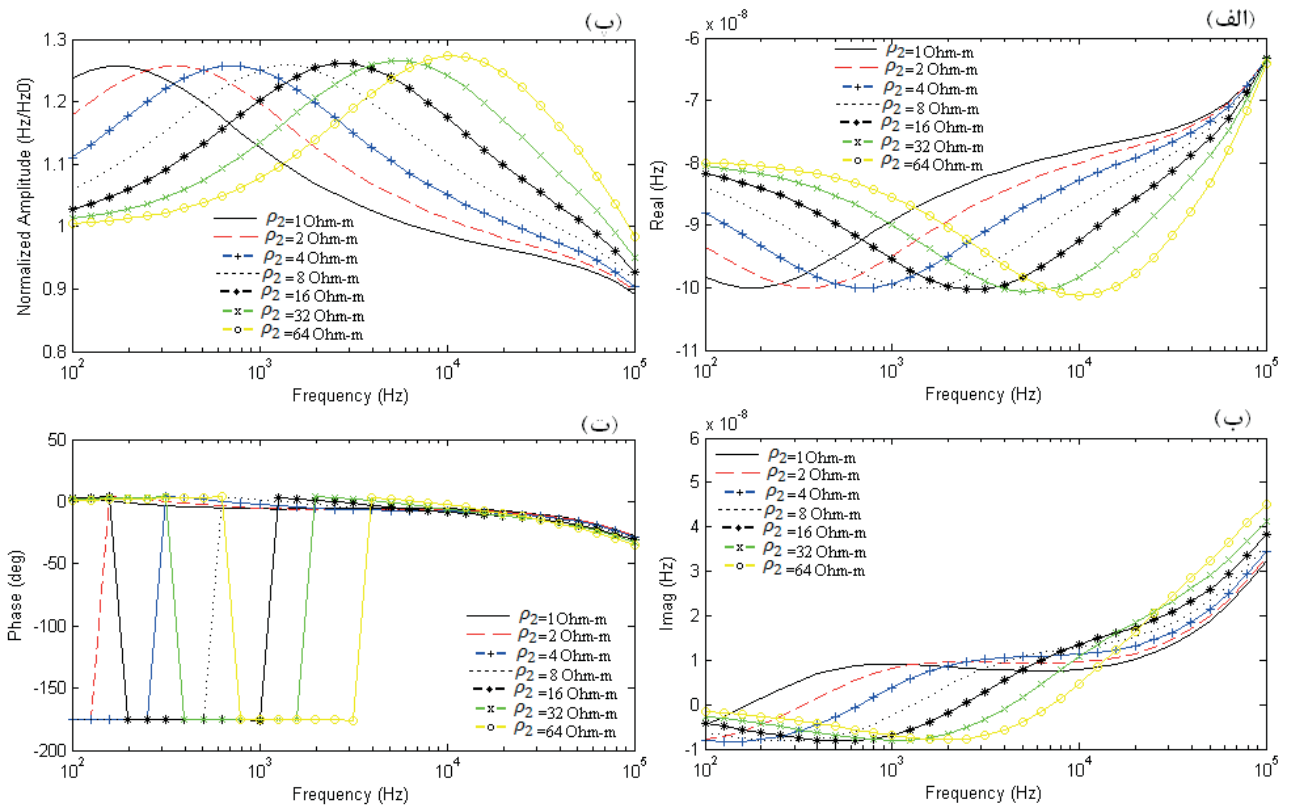 (پ)
1.3
1.2
1.1
1
0.9
0.8
Normalized Amplitude (Hz/Hz0)
ρ2=1Ohm-m
ρ2=2 Ohm-m
ρ2=4 Ohm-m
ρ2=8 Ohm-m
ρ2=16 Ohm-m
ρ2=32 Ohm-m
ρ2=64 Ohm-m
10^2
10^3
10^4
10^5
Frequency (Hz)
(الف)
x 10^-8
-6
-7
-8
-9
-10
-11
Real (Hz)
ρ2=1Ohm-m
ρ2=2 Ohm-m
ρ2=4 Ohm-m
ρ2=8 Ohm-m
ρ2=16 Ohm-m
ρ2=32 Ohm-m
ρ2=64 Ohm-m
10^2
10^3
10^4
10^5
Frequency (Hz)
(ت)
50
0
-50
-100
-150
-200
Phase (deg)
ρ2=1Ohm-m
ρ2=2 Ohm-m
ρ2=4 Ohm-m
ρ2=8 Ohm-m
ρ2=16 Ohm-m
ρ2=32 Ohm-m
ρ2=64 Ohm-m
10^2
10^3
10^4
10^5
Frequency (Hz)
(ب)
x 10^-8
6
5
4
3
2
1
0
-1
Imag (Hz)
ρ2=1Ohm-m
ρ2=2 Ohm-m
ρ2=4 Ohm-m
ρ2=8 Ohm-m
ρ2=16 Ohm-m
ρ2=32 Ohm-m
ρ2=64 Ohm-m
10^2
10^3
10^4
10^5
Frequency (Hz)